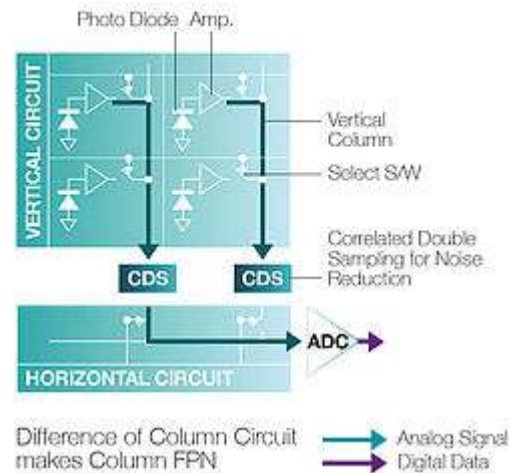 Photo Diode Amp.
VERTICAL CIRCUIT
Vertical
Column
Select S/W
Correlated Double
Sampling for Noise
Reduction
CDS CDS
ADC
HORIZONTAL CIRCUIT
Difference of Column Circuit
makes Column FPN
Analog Signal
Digital Data